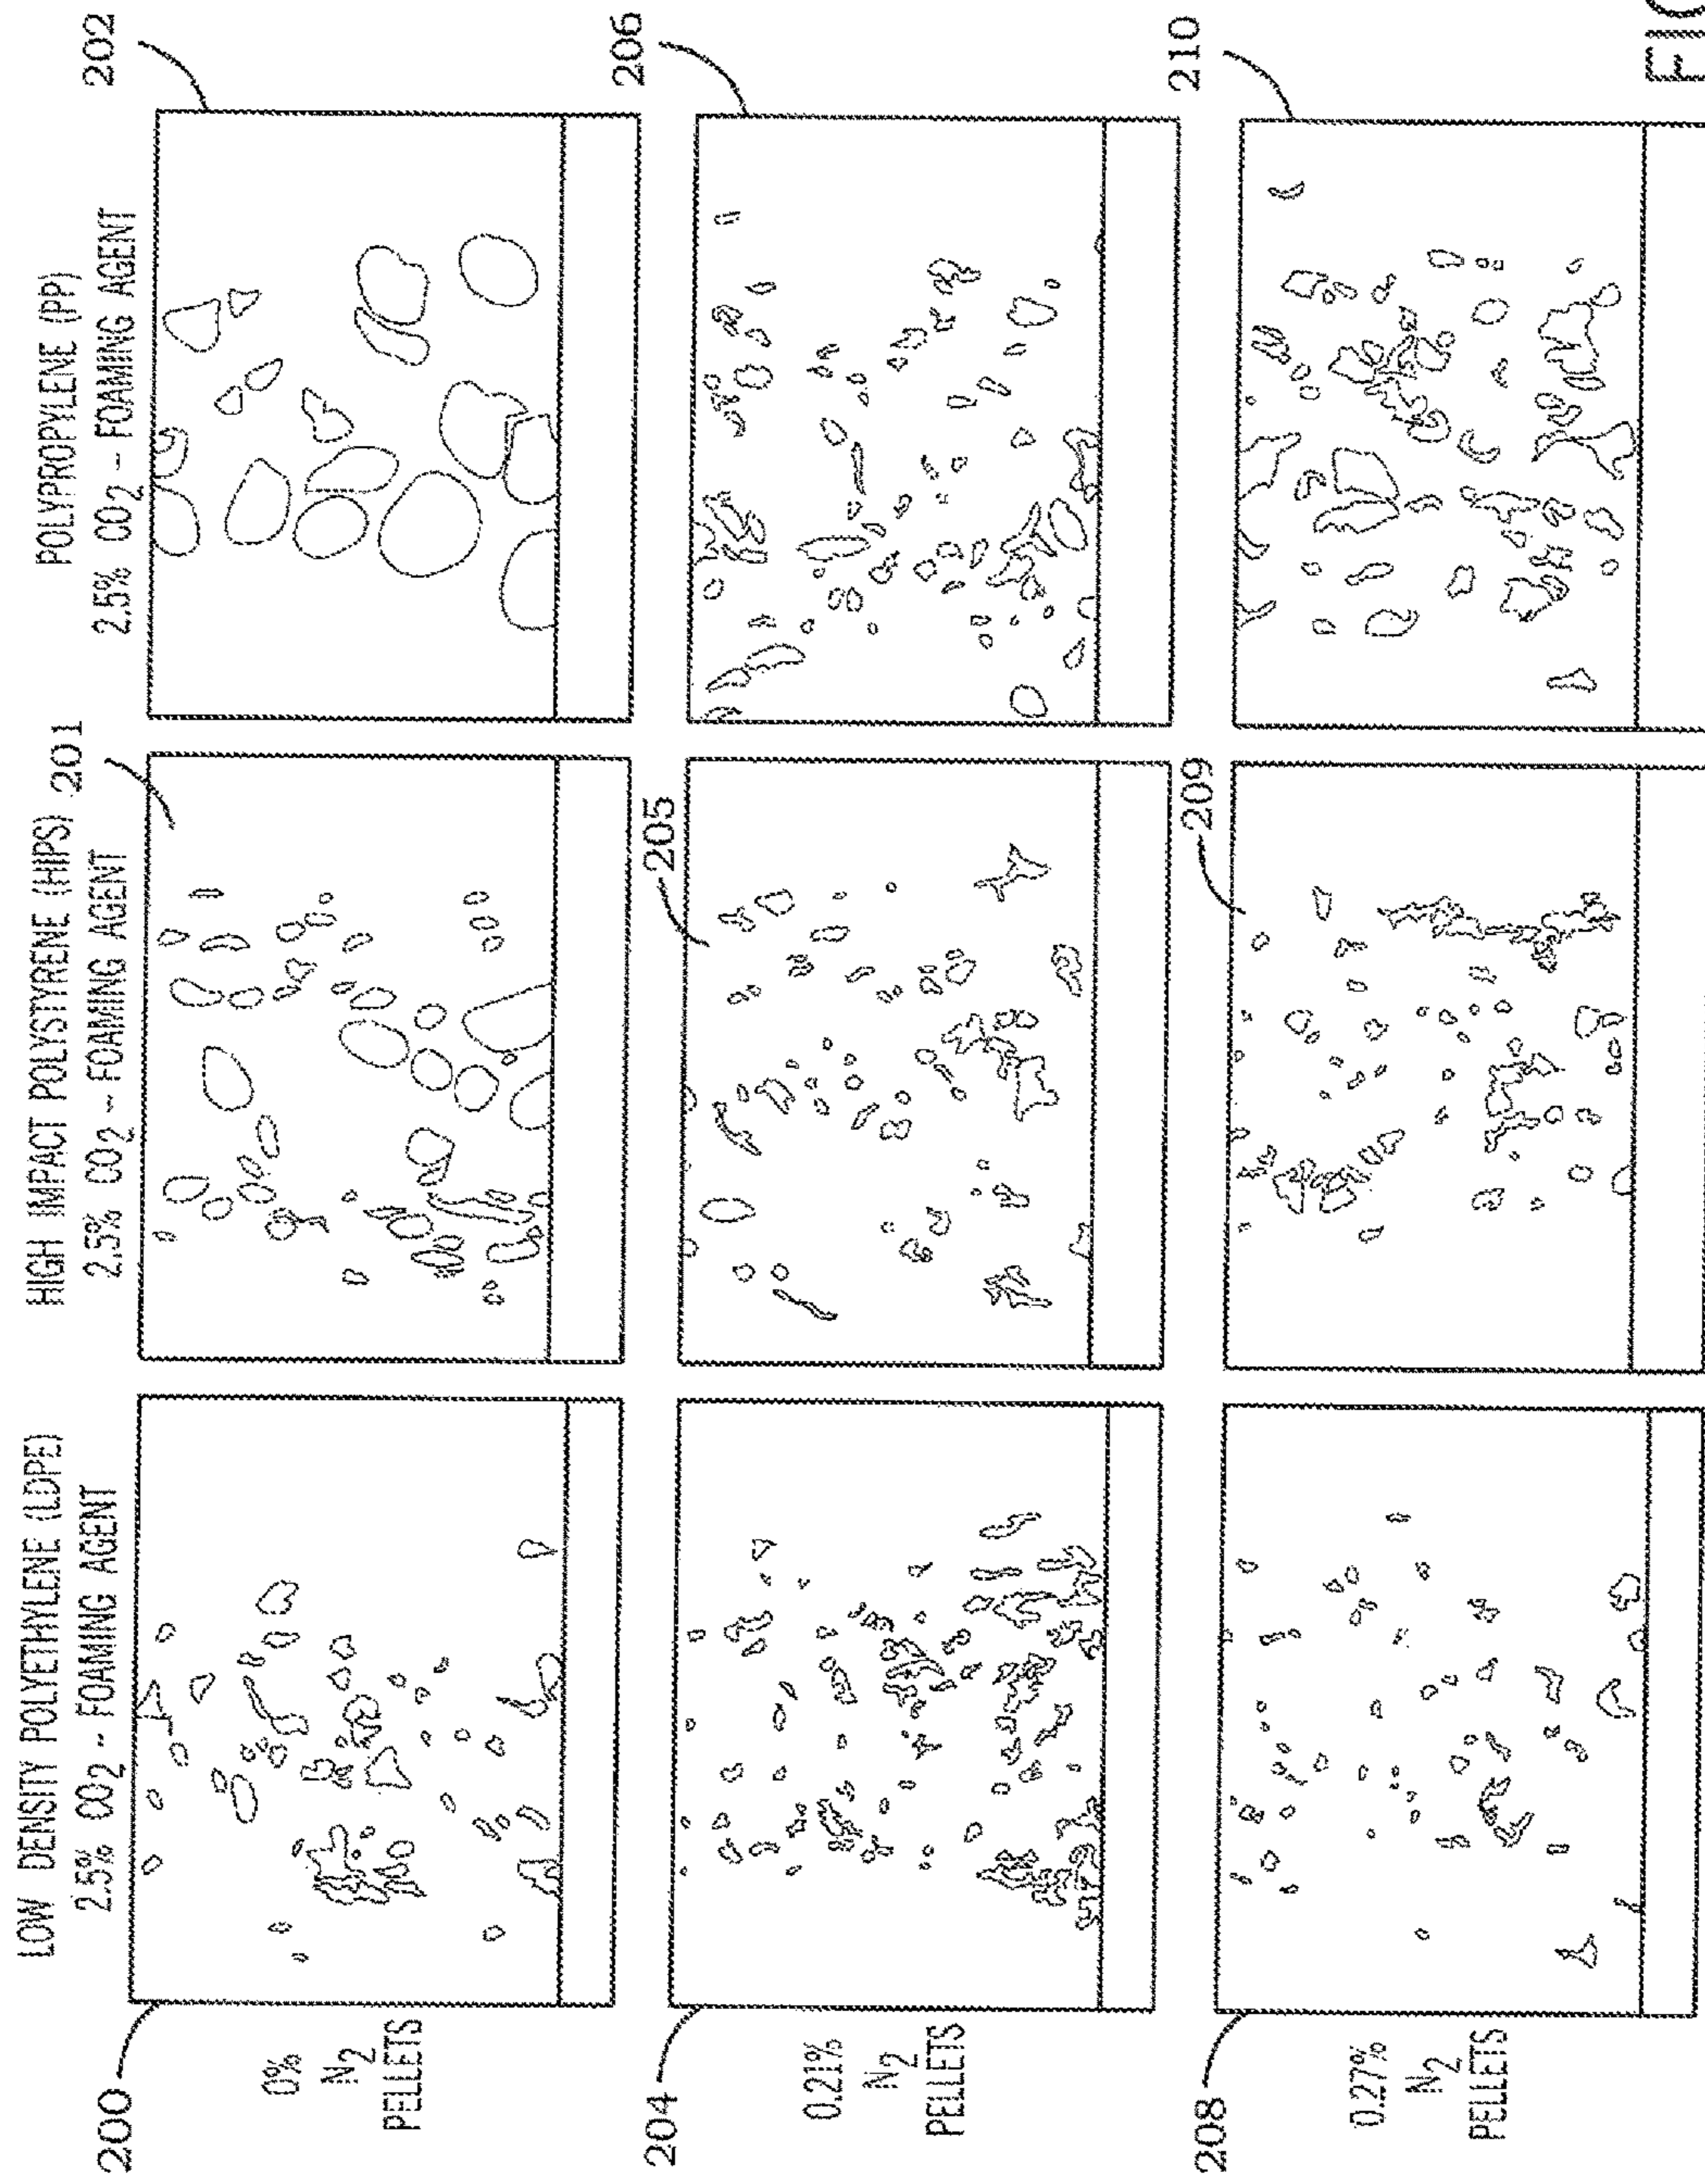 LOW DENSITY POLYETHYLENE (LDPE)
2.5% CO2 - FOAMING AGENT
HIGH IMPACT POLYSTYRENE (HIPS)
2.5% CO2 - FOAMING AGENT
POLYPROPYLENE (PP)
2.5% CO2 - FOAMING AGENT
200
201
202
0%
N2
PELLETS
204
205
206
0.21%
N2
PELLETS
208
209
210
0.27%
N2
PELLETS